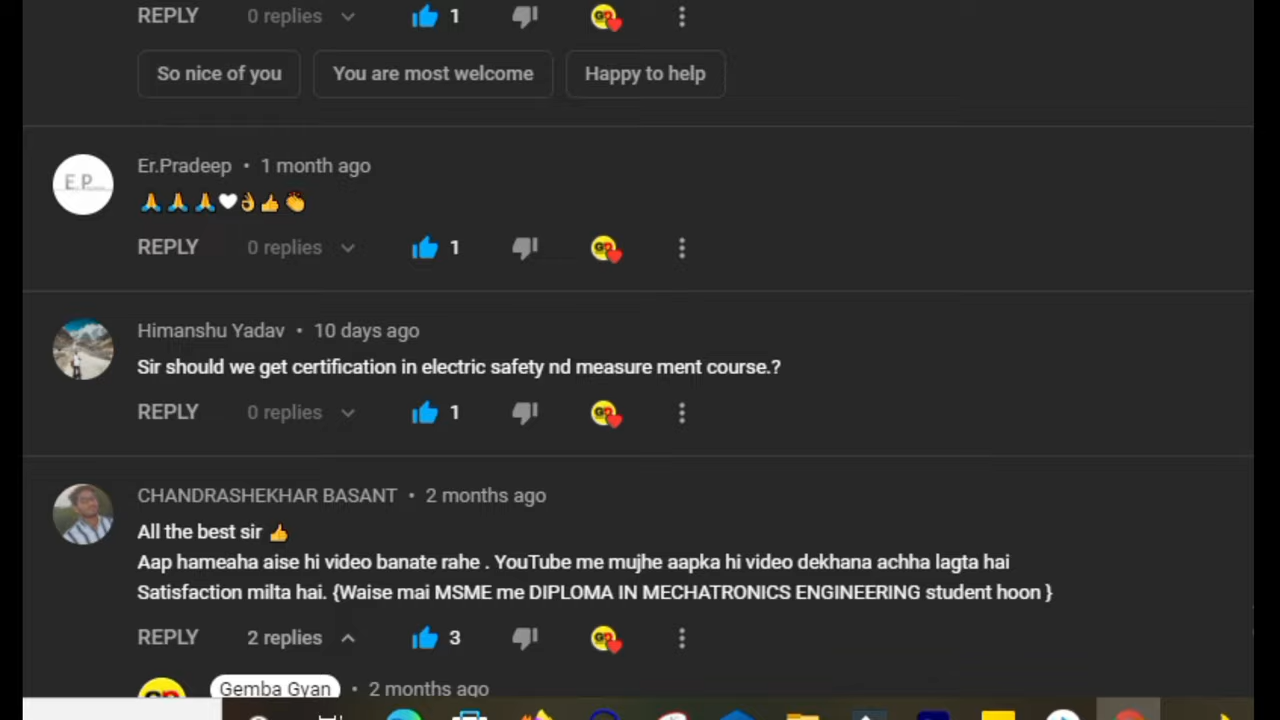 REPLY 0 replies 1
So nice of you You are most welcome Happy to help
E.P.
Er.Pradeep • 1 month ago
🙏🙏🙏🤍👌👍👏
REPLY 0 replies 1
Himanshu Yadav • 10 days ago
Sir should we get certification in electric safety nd measure ment course.?
REPLY 0 replies 1
CHANDRASHEKHAR BASANT • 2 months ago
All the best sir 👍
Aap hameaha aise hi video banate rahe . YouTube me mujhe aapka hi video dekhana achha lagta hai
Satisfaction milta hai. {Waise mai MSME me DIPLOMA IN MECHATRONICS ENGINEERING student hoon }
REPLY 2 replies 3
Gemba Gyan • 2 months ago